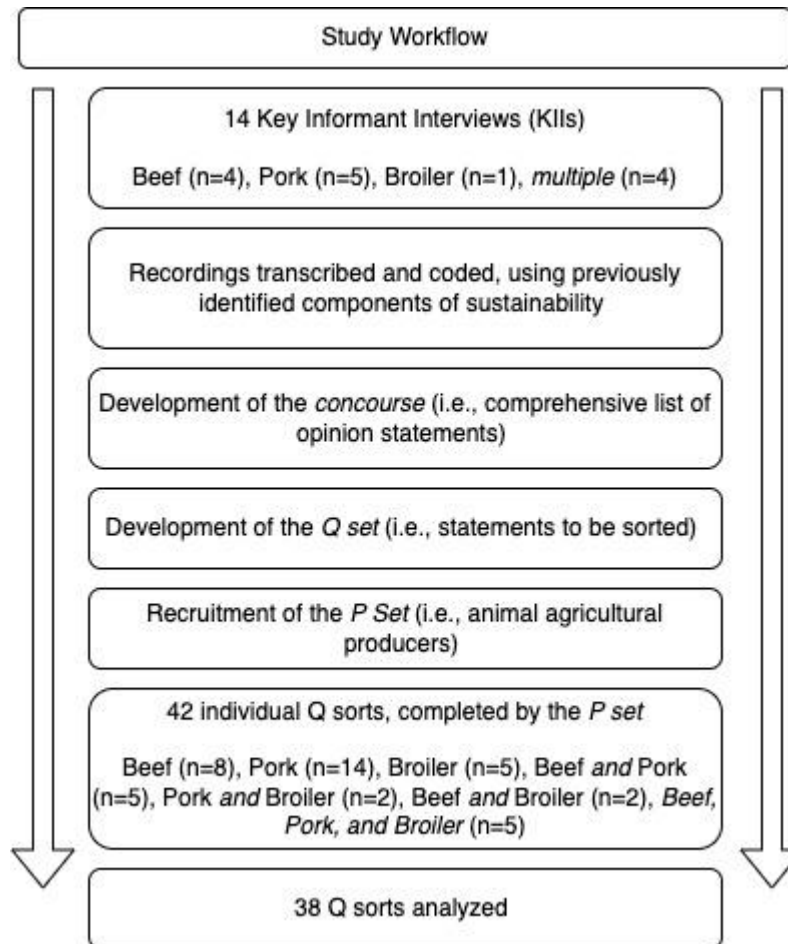 Study Workflow
14 Key Informant Interviews (KIIs)
Beef (n=4), Pork (n=5), Broiler (n=1), multiple (n=4)
Recordings transcribed and coded, using previously
identified components of sustainability
Development of the concourse (i.e., comprehensive list of
opinion statements)
Development of the Q set (i.e., statements to be sorted)
Recruitment of the P Set (i.e., animal agricultural
producers)
42 individual Q sorts, completed by the P set
Beef (n=8), Pork (n=14), Broiler (n=5), Beef and Pork
(n=5), Pork and Broiler (n=2), Beef and Broiler (n=2), Beef,
Pork, and Broiler (n=5)
38 Q sorts analyzed